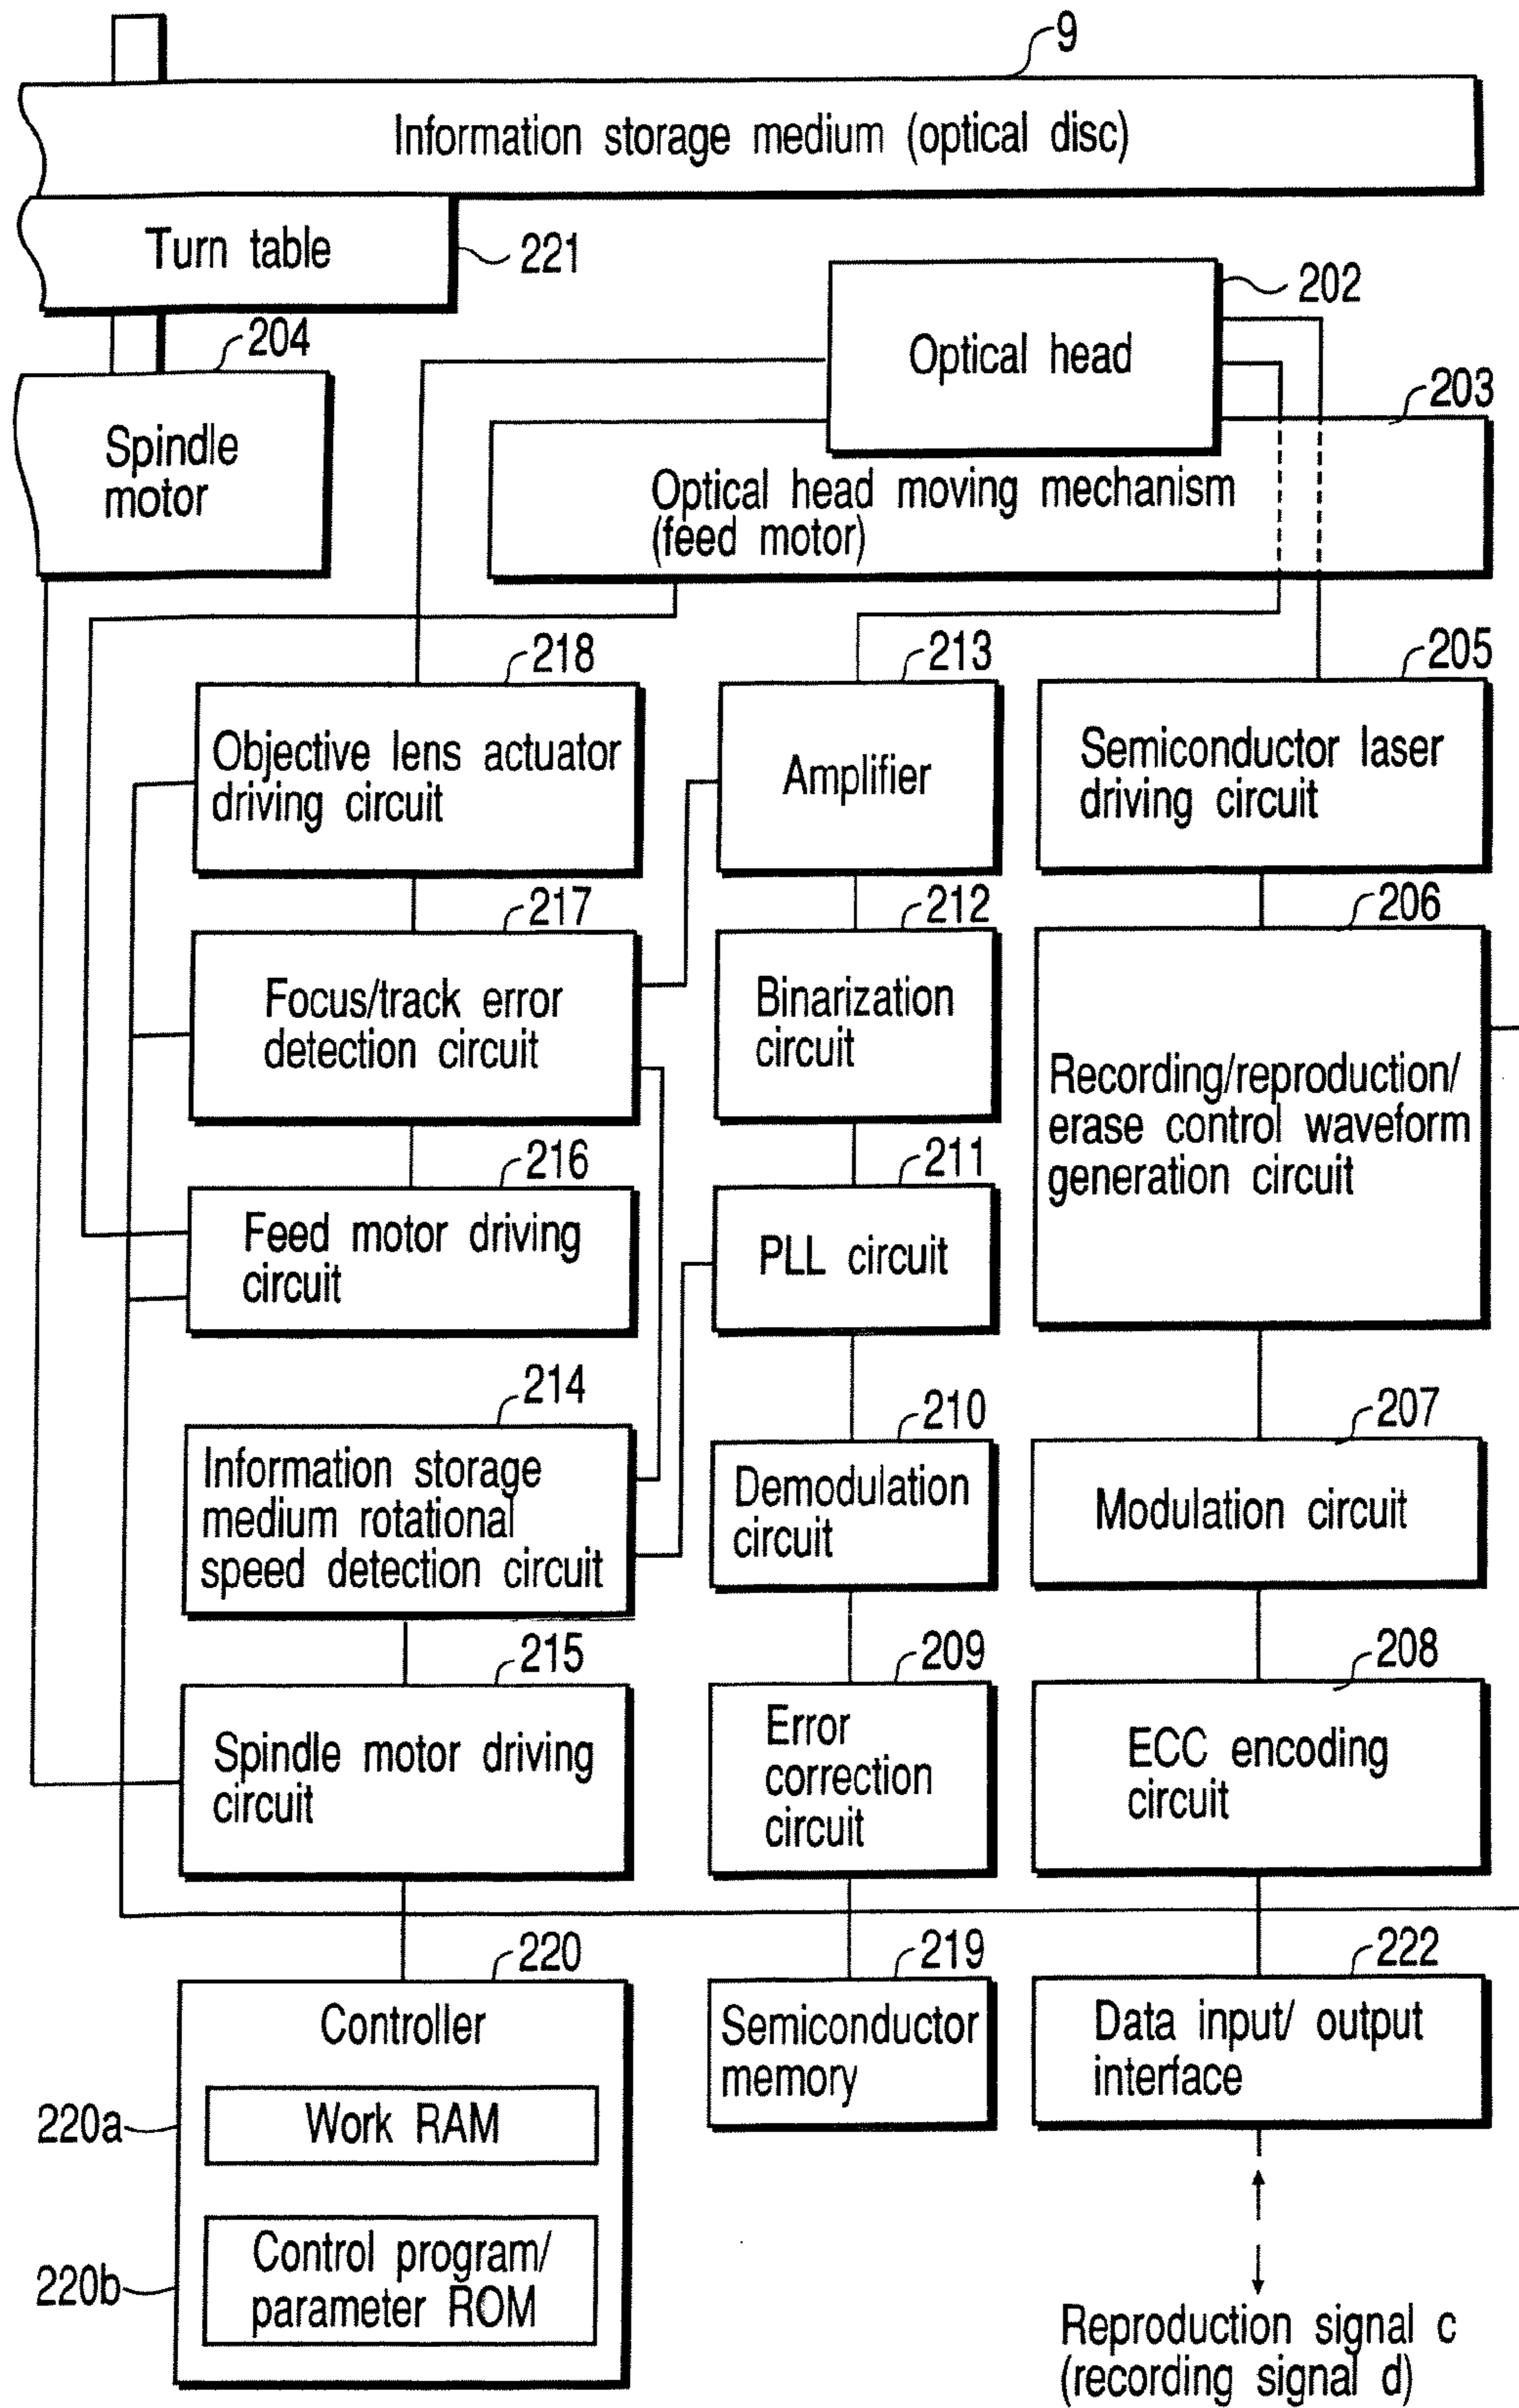 9
Information storage medium (optical disc)
Turn table
221
202
204
Optical head
203
Spindle
motor
Optical head moving mechanism
(feed motor)
218
213
205
Objective lens actuator
driving circuit
Amplifier
Semiconductor laser
driving circuit
217
212
206
Focus/track error
detection circuit
Binarization
circuit
Recording/reproduction/
erase control waveform
generation circuit
216
211
Feed motor driving
circuit
PLL circuit
214
210
207
Information storage
medium rotational
speed detection circuit
Demodulation
circuit
Modulation circuit
215
209
208
Spindle motor driving
circuit
Error
correction
circuit
ECC encoding
circuit
220
219
222
Controller
Semiconductor
memory
Data input/ output
interface
220a
Work RAM
220b
Control program/
parameter ROM
Reproduction signal c
(recording signal d)